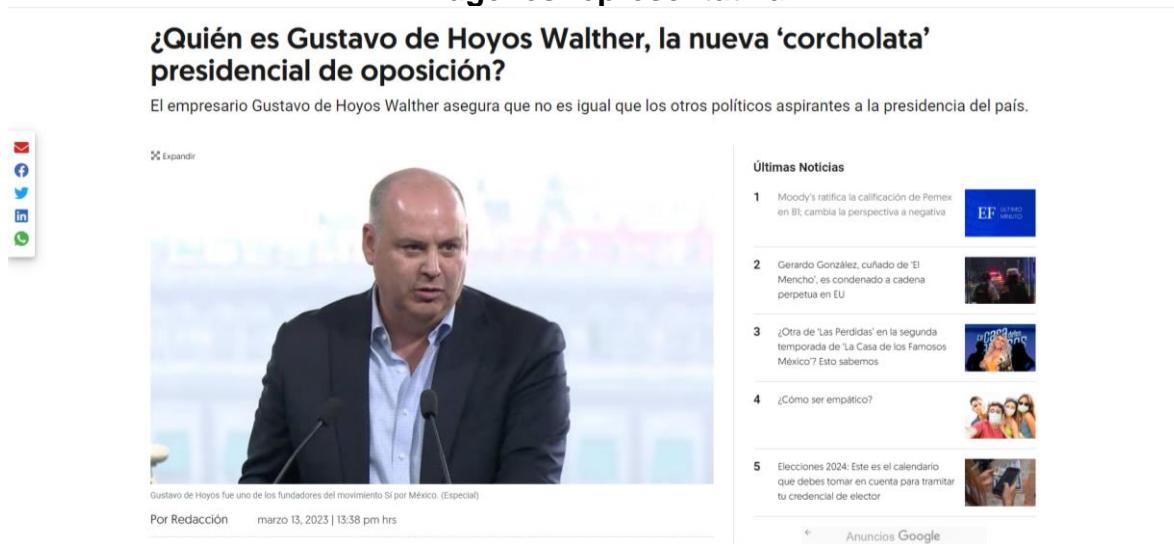 ¿Quién es Gustavo de Hoyos Walther, la nueva ‘corcholata’
presidencial de oposición?
El empresario Gustavo de Hoyos Walther asegura que no es igual que los otros políticos aspirantes a la presidencia del país.
Expandir
Gustavo de Hoyos fue uno de los fundadores del movimiento Sí por México. (Especial)
Por Redacción marzo 13, 2023 | 13:38 pm hrs
Últimas Noticias
1 Moody's ratifica la calificación de Pemex
en B1; cambia la perspectiva a negativa
EF ÚLTIMO
MINUTO
2 Gerardo González, cuñado de 'El
Mencho', es condenado a cadena
perpetua en EU
3 ¿Otra de 'Las Perdidas' en la segunda
temporada de 'La Casa de los Famosos
México'? Esto sabemos
4 ¿Cómo ser empático?
5 Elecciones 2024: Este es el calendario
que debes tomar en cuenta para tramitar
tu credencial de elector
Anuncios Google